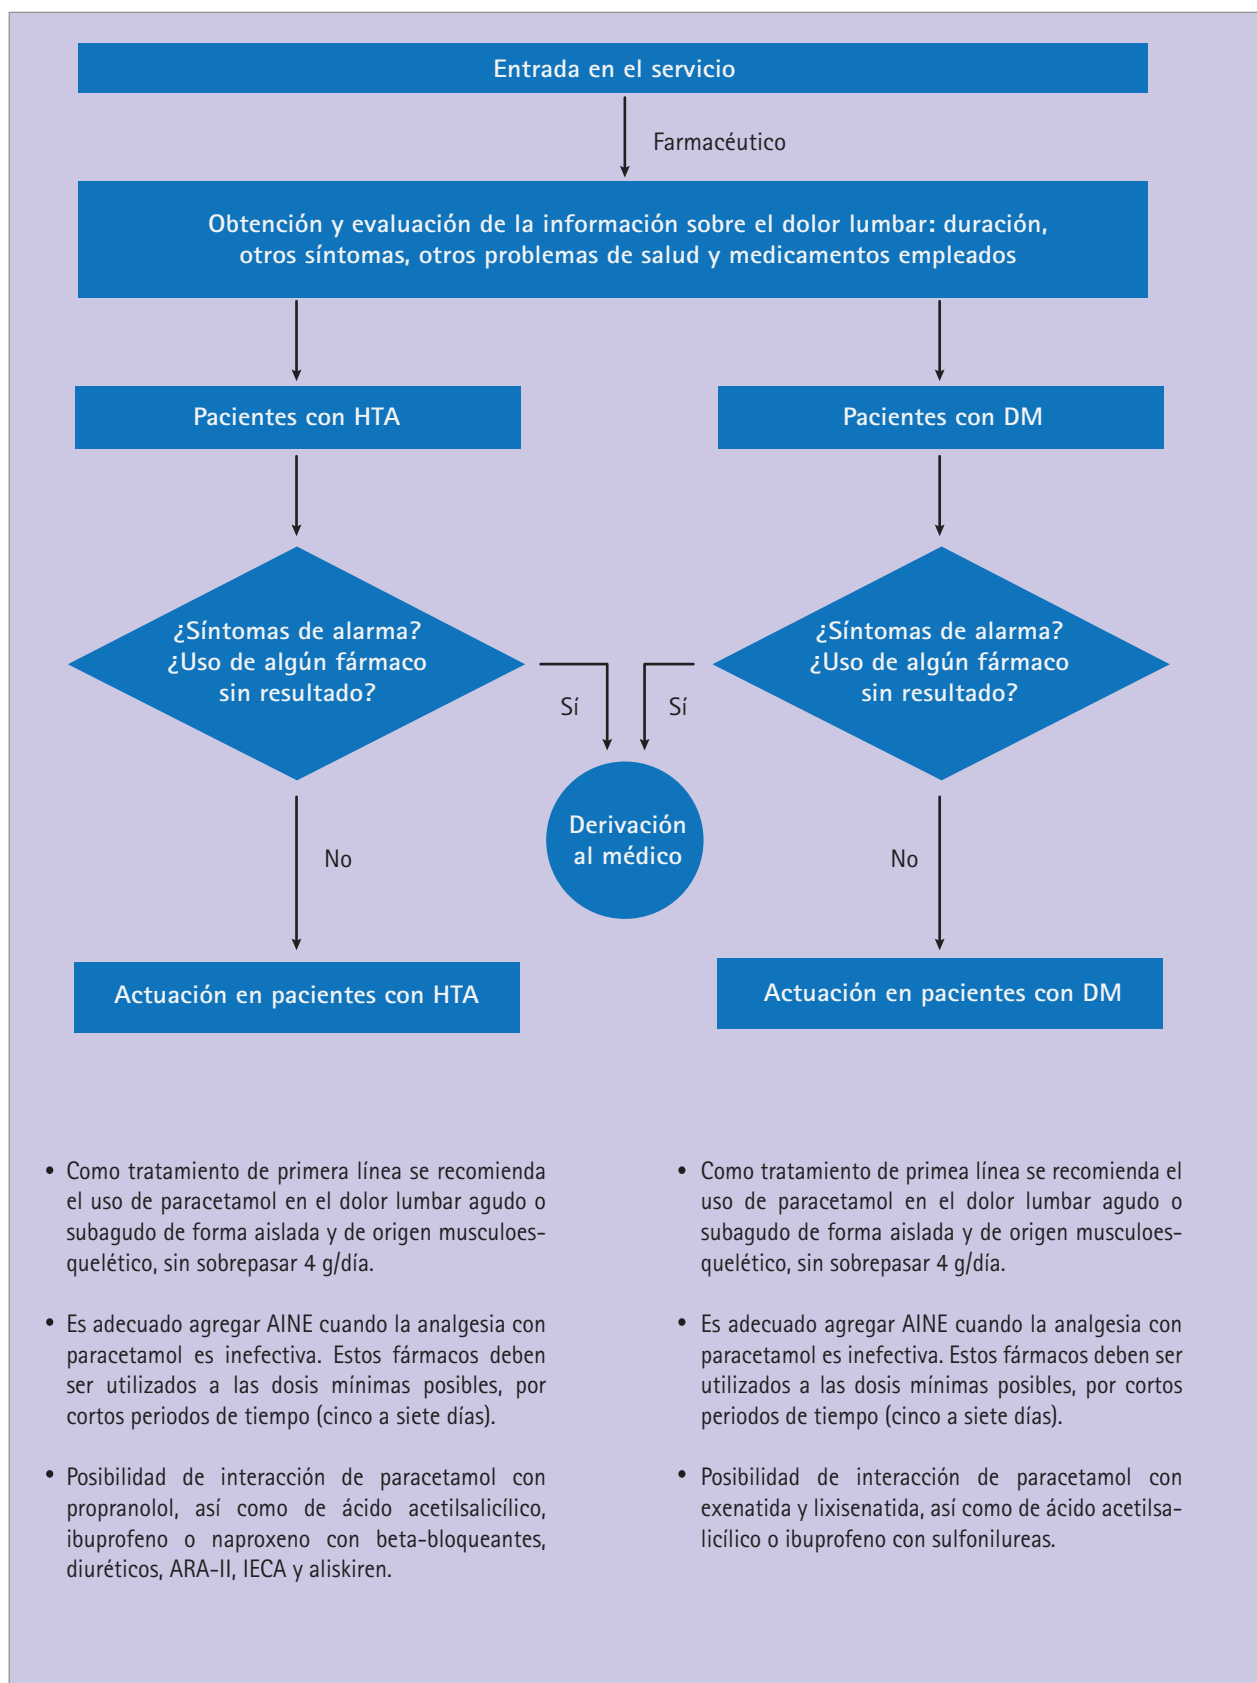 Entrada en el servicio
Farmacéutico
Obtención y evaluación de la información sobre el dolor lumbar: duración,
otros síntomas, otros problemas de salud y medicamentos empleados
Pacientes con HTA
Pacientes con DM
¿Síntomas de alarma?
¿Uso de algún fármaco
sin resultado?
¿Síntomas de alarma?
¿Uso de algún fármaco
sin resultado?
Sí
Sí
Derivación
al médico
No
No
Actuación en pacientes con HTA
Actuación en pacientes con DM
• Como tratamiento de primera línea se recomienda
el uso de paracetamol en el dolor lumbar agudo o
subagudo de forma aislada y de origen musculoes-
quelético, sin sobrepasar 4 g/día.
• Es adecuado agregar AINE cuando la analgesia con
paracetamol es inefectiva. Estos fármacos deben
ser utilizados a las dosis mínimas posibles, por
cortos periodos de tiempo (cinco a siete días).
• Posibilidad de interacción de paracetamol con
propranolol, así como de ácido acetilsalicílico,
ibuprofeno o naproxeno con beta-bloqueantes,
diuréticos, ARA-II, IECA y aliskiren.
• Como tratamiento de primea línea se recomienda el
uso de paracetamol en el dolor lumbar agudo o
subagudo de forma aislada y de origen musculoes-
quelético, sin sobrepasar 4 g/día.
• Es adecuado agregar AINE cuando la analgesia con
paracetamol es inefectiva. Estos fármacos deben ser
utilizados a las dosis mínimas posibles, por cortos
periodos de tiempo (cinco a siete días).
• Posibilidad de interacción de paracetamol con
exenatida y lixisenatida, así como de ácido acetilsa-
licílico o ibuprofeno con sulfonilureas.